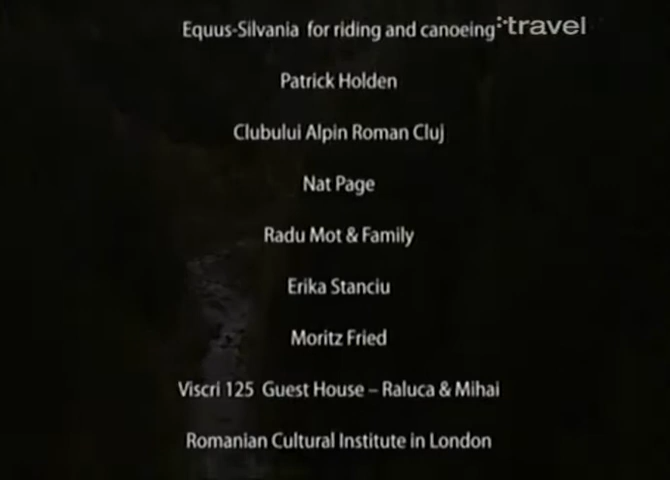 Equus-Silvania for riding and canoeing
travel
Patrick Holden
Clubului Alpin Roman Cluj
Nat Page
Radu Mot & Family
Erika Stanciu
Moritz Fried
Viscri 125 Guest House – Raluca & Mihai
Romanian Cultural Institute in London